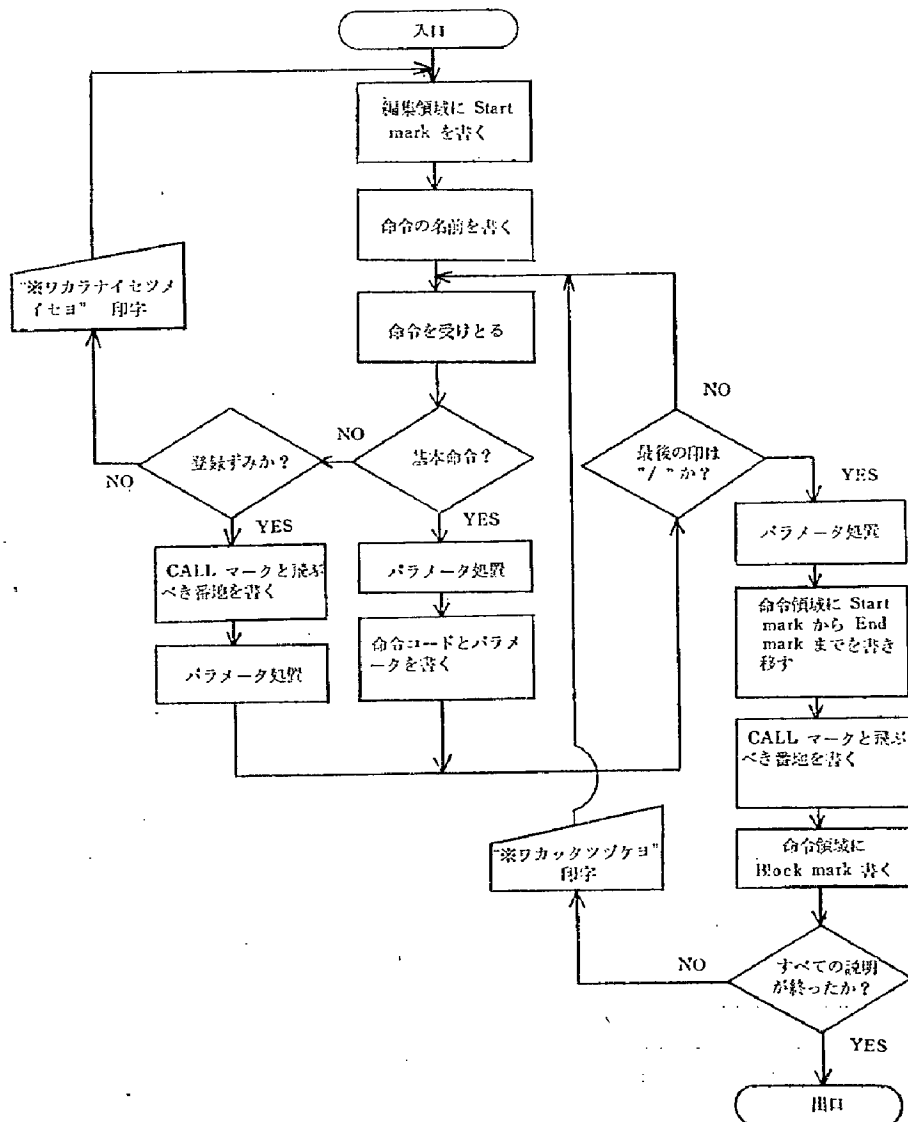 入口
編集領域に Start
mark を書く
命令の名前を書く
"※ワカラナイセツメ
イセヨ" 印字
命令を受けとる
NO
登録ずみか?
NO
基本命令?
NO
最後の印は
"/" か?
YES
YES
YES
パラメータ処置
CALL マークと飛ぶ
べき番地を書く
パラメータ処置
命令コードとパラメ
ータを書く
パラメータ処置
命令領域に Start
mark から End
mark までを書き
移す
CALL マークと飛ぶ
べき番地を書く
"※ワカッタツヅケヨ"
印字
命令領域に
Block mark 書く
NO
すべての説明
が終ったか?
YES
出口